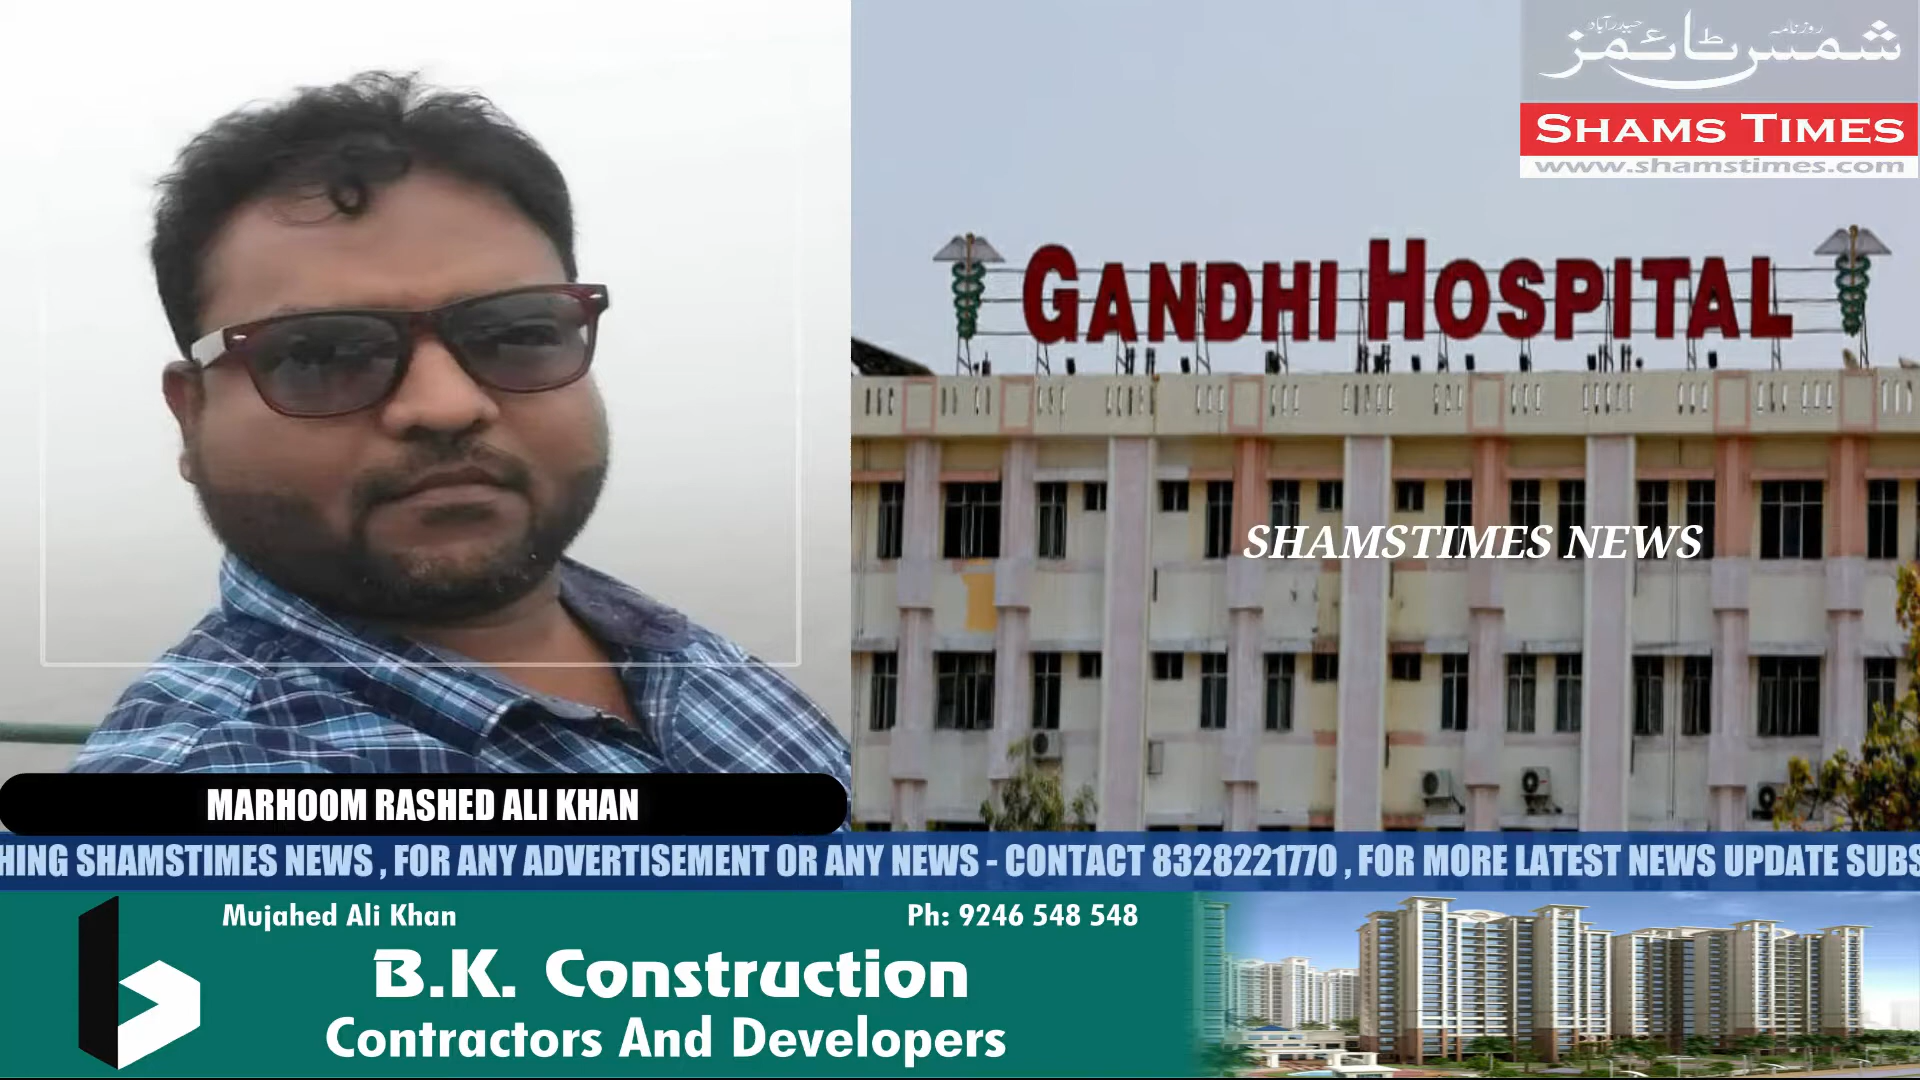 روزنامہ
حیدرآباد
شمس ٹائمز
SHAMS TIMES
www.shamstimes.com
GANDHI HOSPITAL
SHAMSTIMES NEWS
MARHOOM RASHED ALI KHAN
HING SHAMSTIMES NEWS , FOR ANY ADVERTISEMENT OR ANY NEWS - CONTACT 8328221770 , FOR MORE LATEST NEWS UPDATE SUBS
Mujahed Ali Khan
Ph: 9246 548 548
B.K. Construction
Contractors And Developers